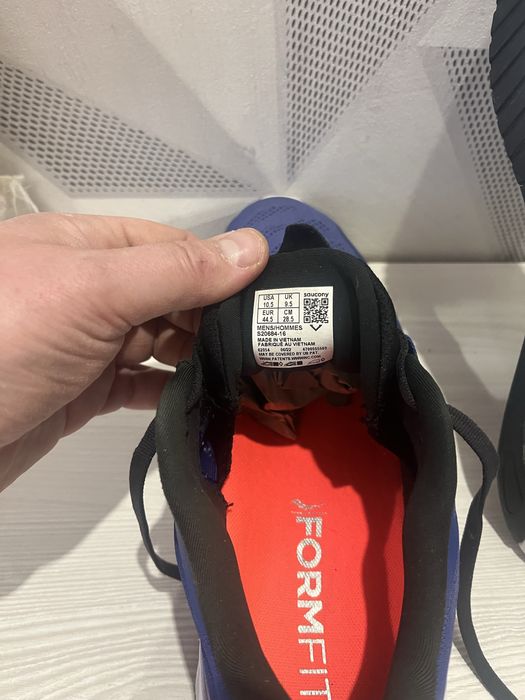 USA UK saucony
10.5 9.5
EUR CM
44.5 28.5
MENS/HOMMES
S20684-16
MADE IN VIETNAM
FABRIQUÉ AU VIETNAM
MAY BE COVERED BY US PAT.
FORMFIT